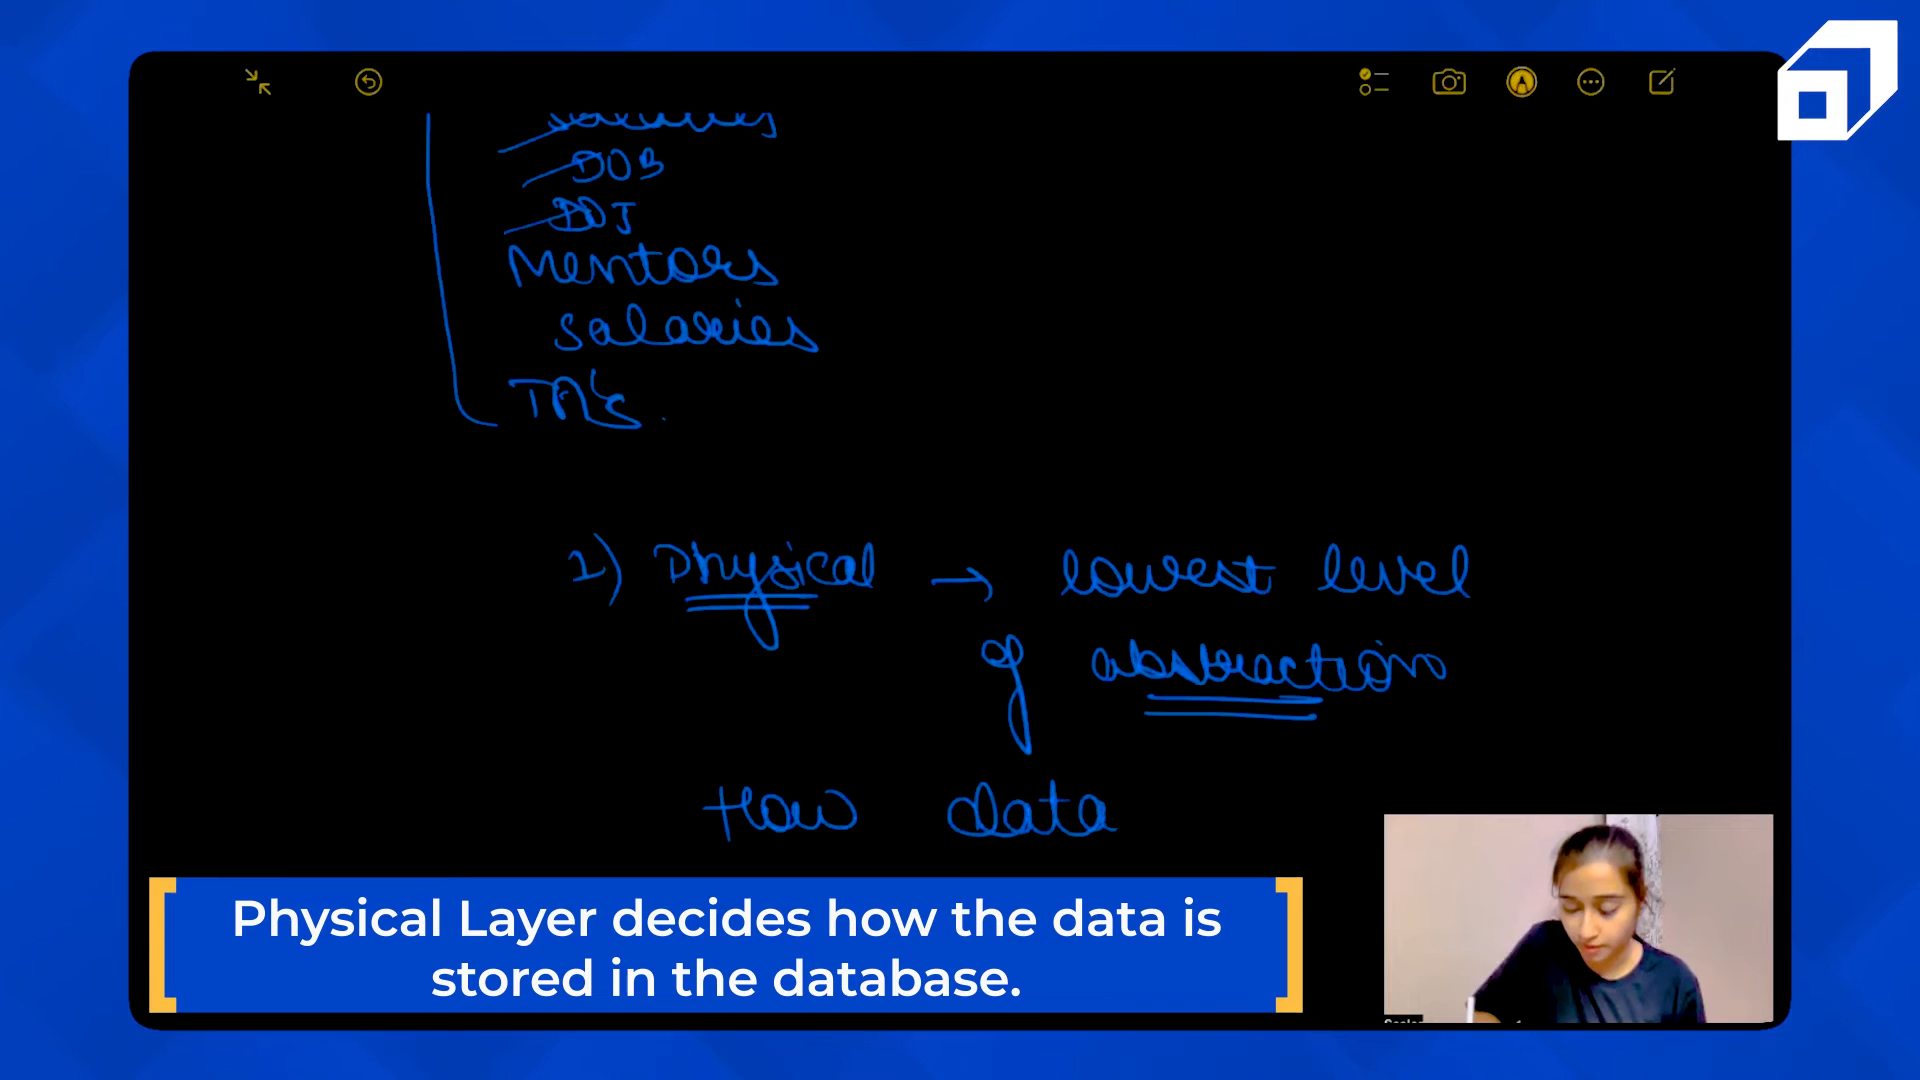 salaries
DOB
DOJ
Mentors
salaries
TA's.
1) Physical → lowest level
of abstraction
How data
Physical Layer decides how the data is
stored in the database.